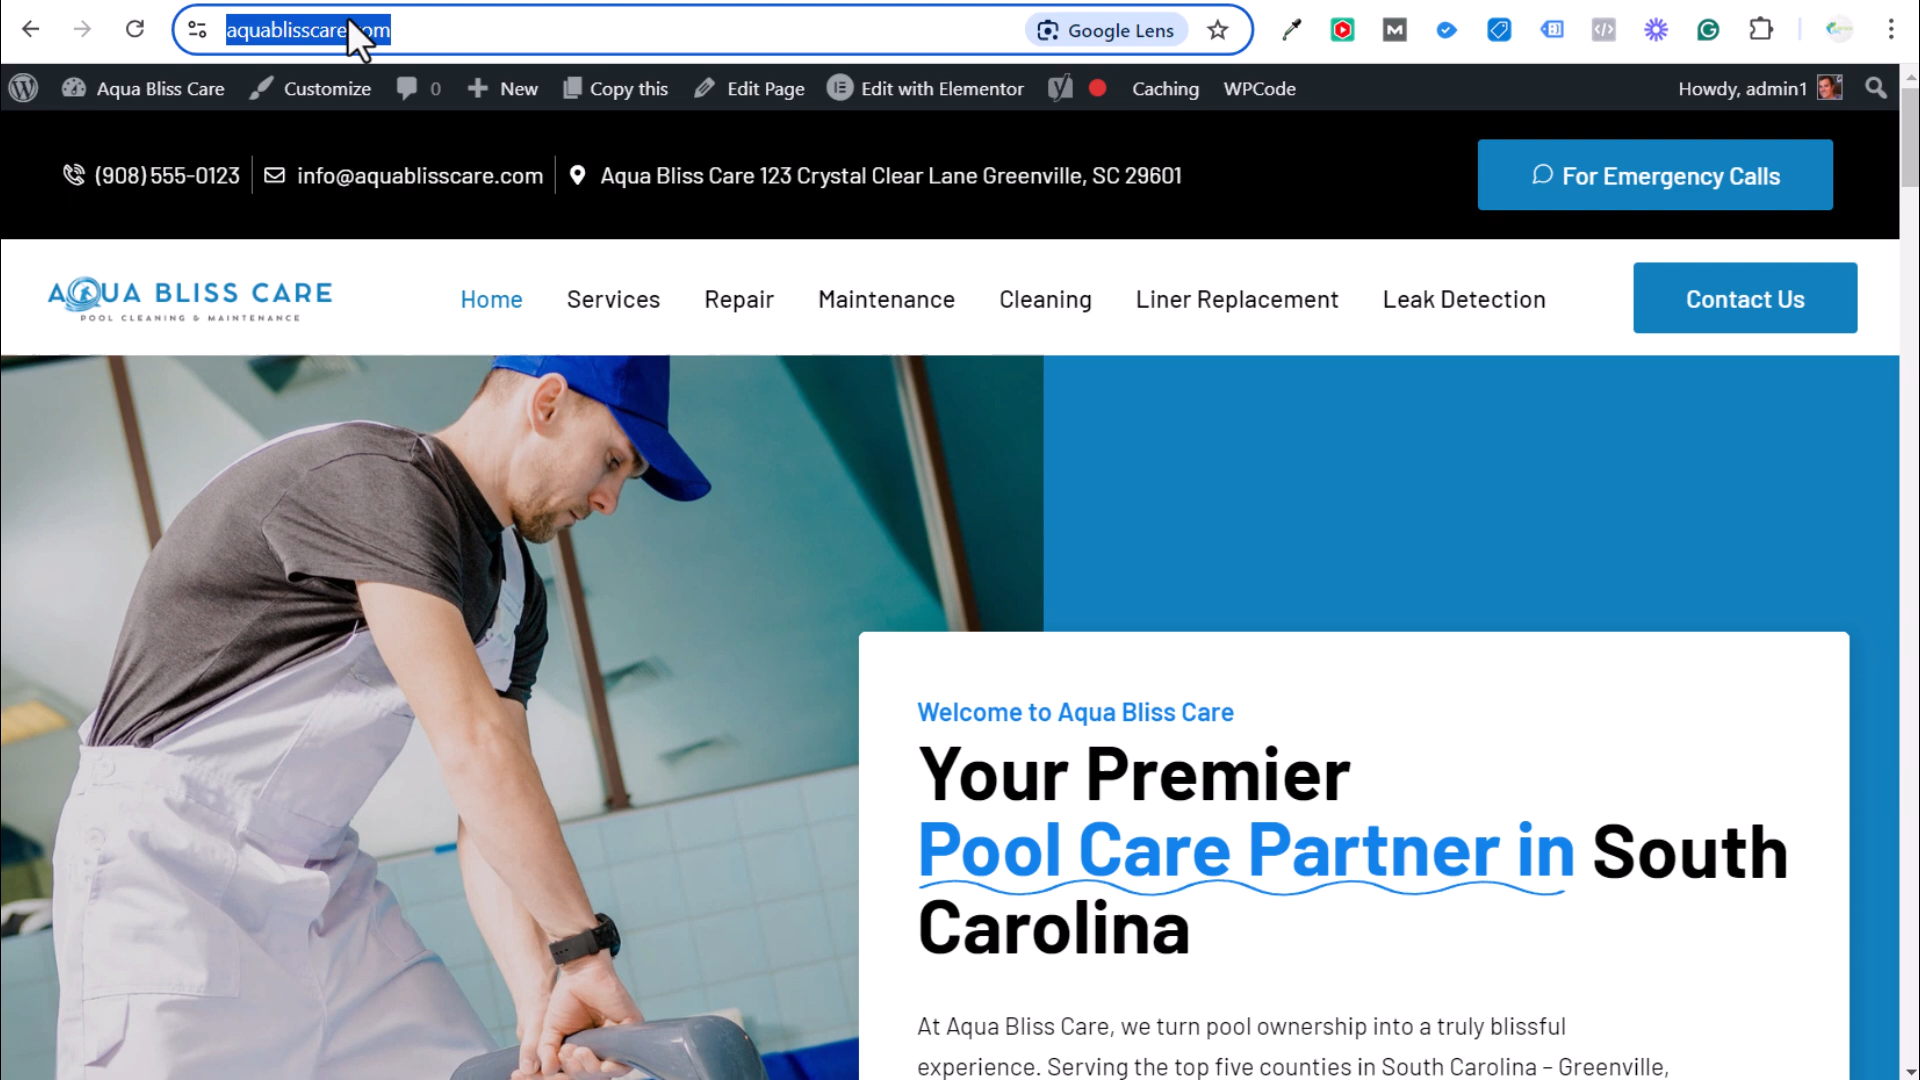 aquablisscare
Google Lens
Aqua Bliss Care Customize 0 New Copy this Edit Page Edit with Elementor Caching WPCode Howdy, admin1
(908) 555-0123 info@aquablisscare.com Aqua Bliss Care 123 Crystal Clear Lane Greenville, SC 29601 For Emergency Calls
AQUA BLISS CARE
POOL CLEANING & MAINTENANCE
Home Services Repair Maintenance Cleaning Liner Replacement Leak Detection Contact Us
Welcome to Aqua Bliss Care
Your Premier
Pool Care Partner in South
Carolina
At Aqua Bliss Care, we turn pool ownership into a truly blissful
experience. Serving the top five counties in South Carolina – Greenville,